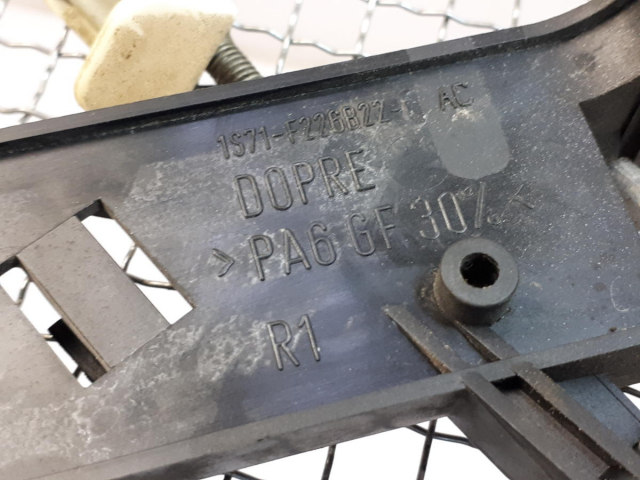 1S71-F226B22-A AC
DOPRE
>PA6 GF 30%<
R1